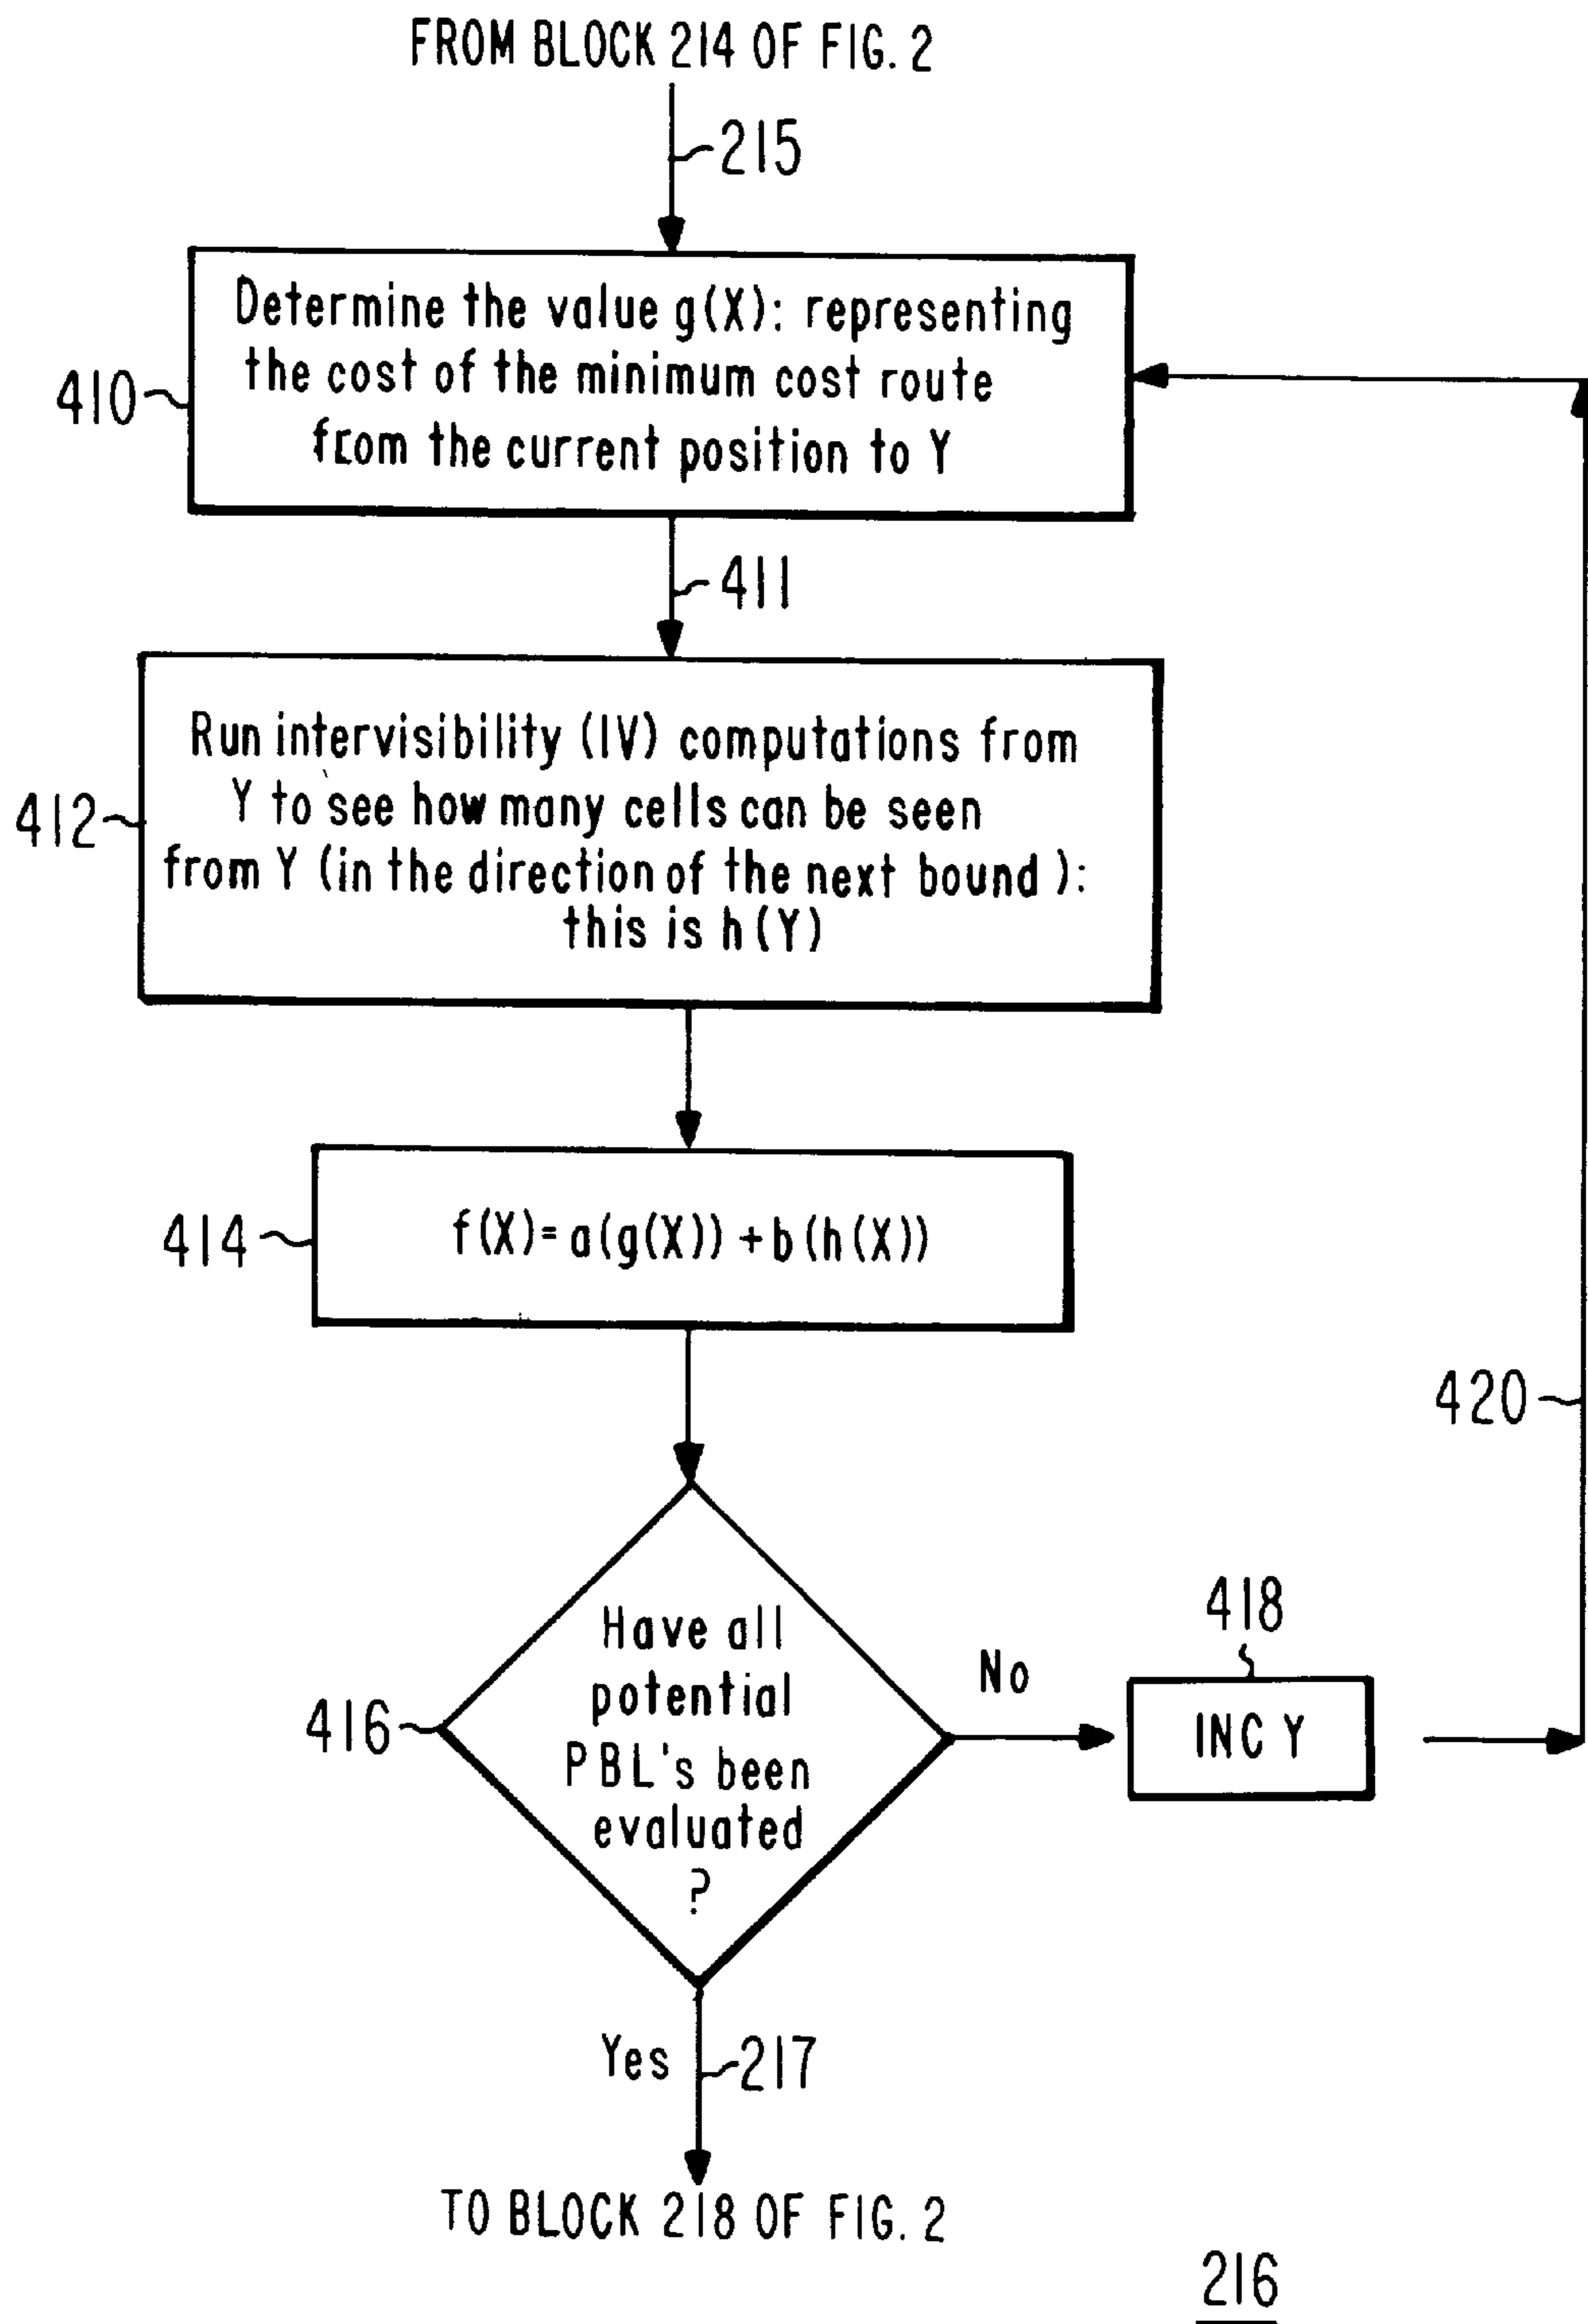 FROM BLOCK 214 OF FIG. 2
215
Determine the value g(X): representing
the cost of the minimum cost route
from the current position to Y
410
411
Run intervisibility (IV) computations from
Y to see how many cells can be seen
from Y (in the direction of the next bound ):
this is h(Y)
412
f(X)= a(g(X)) + b(h(X))
414
420
Have all
potential
PBL's been
evaluated
?
416
No
418
INC Y
Yes
217
TO BLOCK 218 OF FIG. 2
216